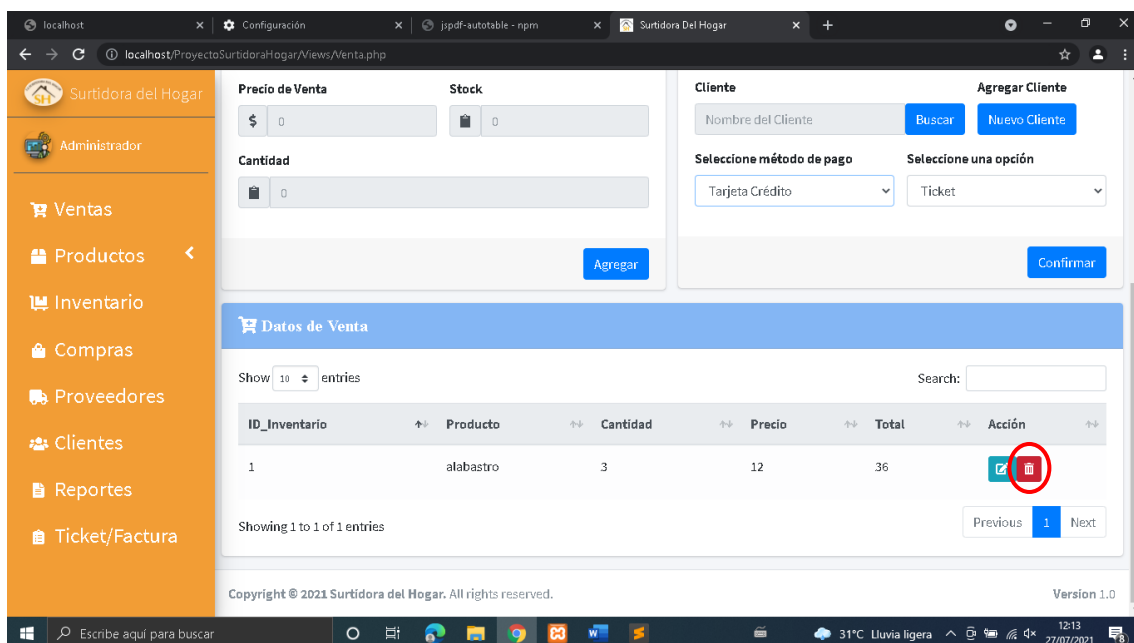 localhost
Configuración
jspdf-autotable - npm
Surtidora Del Hogar
localhost/ProyectoSurtidoraHogar/Views/Venta.php
SH
Surtidora del Hogar
Administrador
Ventas
Productos
Inventario
Compras
Proveedores
Clientes
Reportes
Ticket/Factura
Precio de Venta
Stock
$ 0
0
Cantidad
0
Agregar
Cliente
Agregar Cliente
Nombre del Cliente
Buscar
Nuevo Cliente
Seleccione método de pago
Seleccione una opción
Tarjeta Crédito
Ticket
Confirmar
Datos de Venta
Show 10 entries
Search:
ID_Inventario Producto Cantidad Precio Total Acción
1 alabastro 3 12 36
Showing 1 to 1 of 1 entries
Previous 1 Next
Copyright © 2021 Surtidora del Hogar. All rights reserved.
Version 1.0
Escribe aquí para buscar
31°C Lluvia ligera
12:13
27/07/2021
8